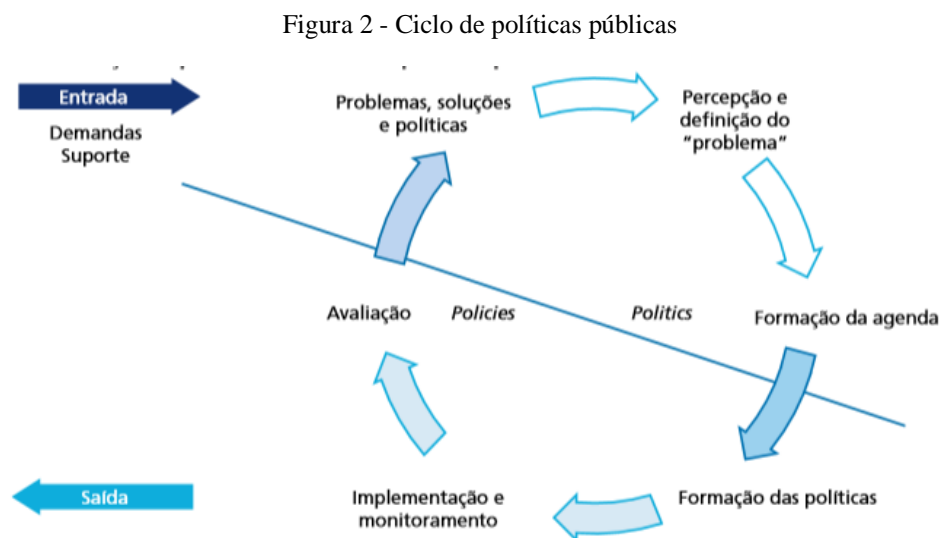 Figura 2 - Ciclo de políticas públicas
Entrada
Demandas
Suporte
Problemas, soluções
e políticas
Percepção e
definição do
"problema"
Avaliação
Policies
Politics
Formação da agenda
Saída
Implementação e
monitoramento
Formação das políticas